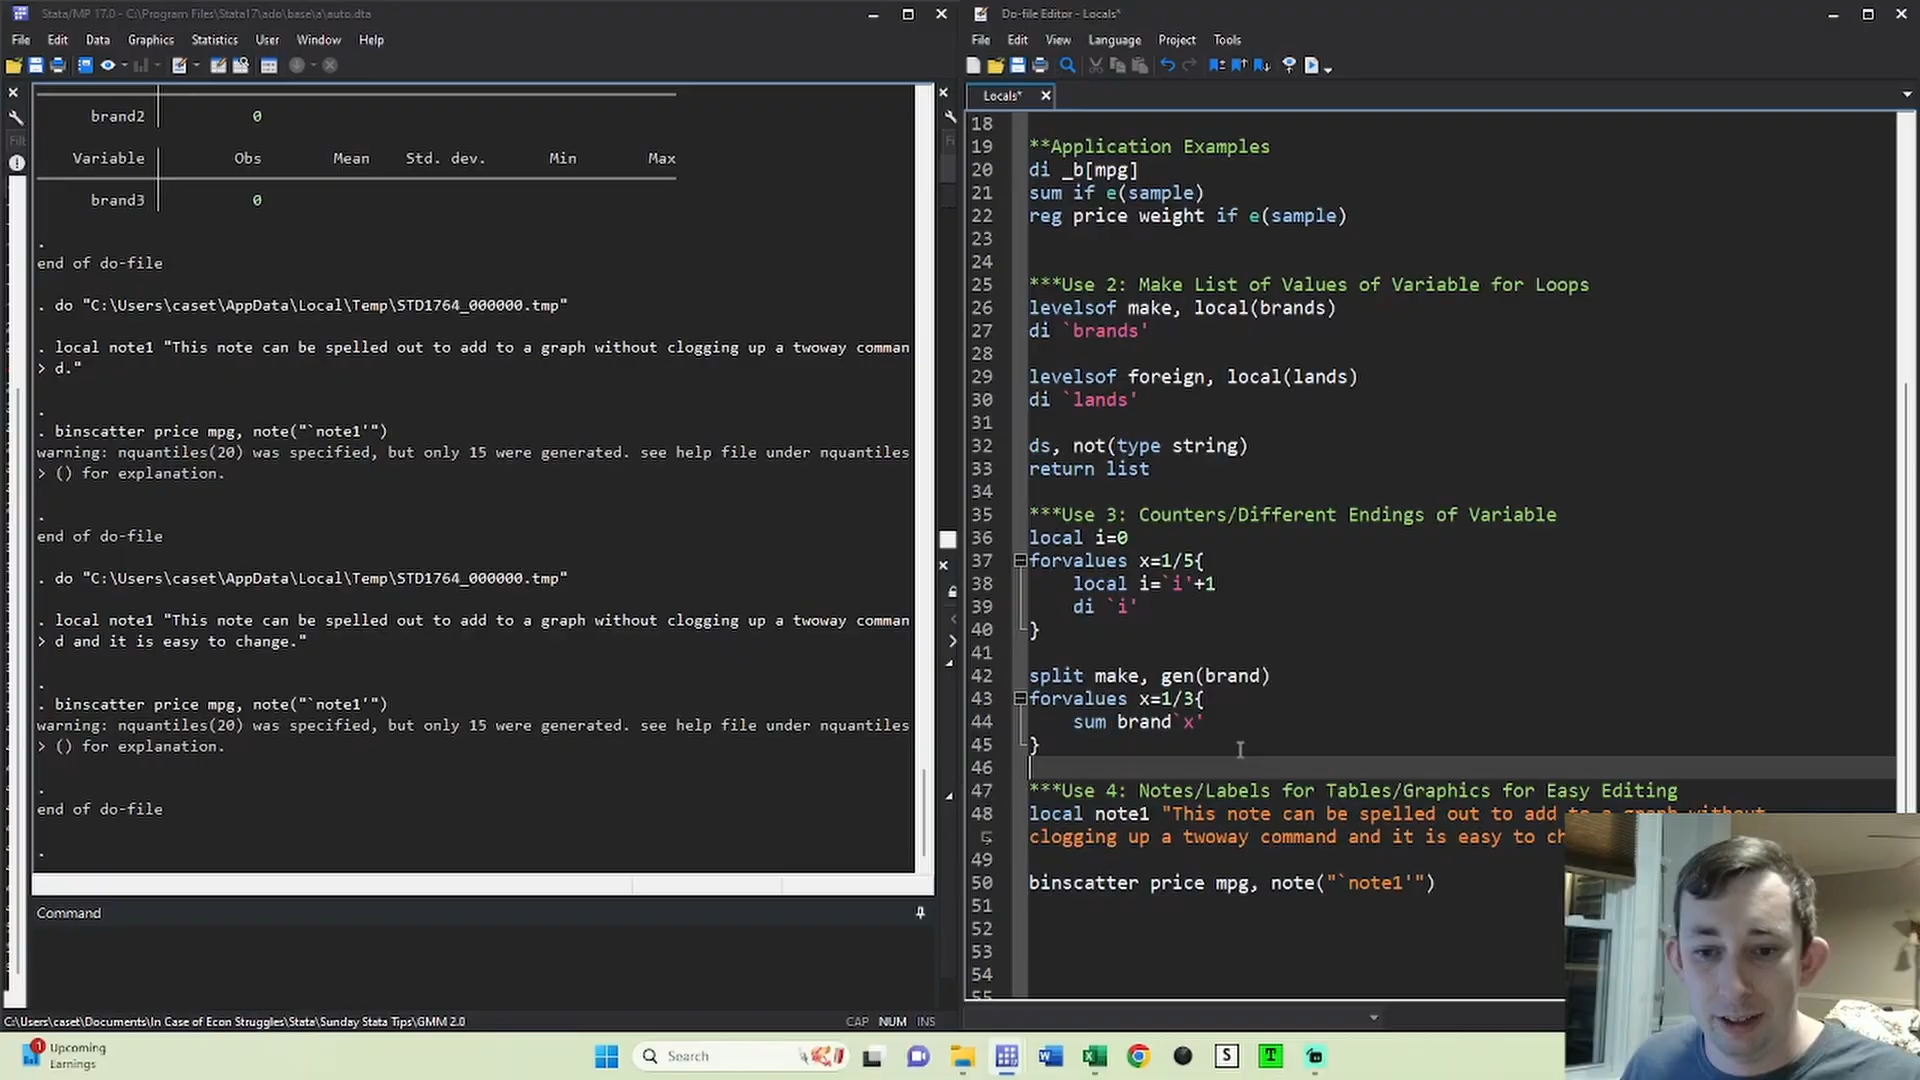 Stata/MP 17.0 - C:\Program Files\Stata17\ado\base\a\auto.dta
File Edit Data Graphics Statistics User Window Help
brand2 0
Variable Obs Mean Std. dev. Min Max
brand3 0
.
end of do-file
. do "C:\Users\caset\AppData\Local\Temp\STD1764_000000.tmp"
. local note1 "This note can be spelled out to add to a graph without clogging up a twoway comman
> d."
.
. binscatter price mpg, note("`note1'")
warning: nquantiles(20) was specified, but only 15 were generated. see help file under nquantiles
> () for explanation.
.
end of do-file
. do "C:\Users\caset\AppData\Local\Temp\STD1764_000000.tmp"
. local note1 "This note can be spelled out to add to a graph without clogging up a twoway comman
> d and it is easy to change."
.
. binscatter price mpg, note("`note1'")
warning: nquantiles(20) was specified, but only 15 were generated. see help file under nquantiles
> () for explanation.
.
end of do-file
.
Command
C:\Users\caset\Documents\In Case of Econ Struggles\Stata\Sunday Stata Tips\GMM 2.0
CAP NUM INS
Do-file Editor - Locals*
File Edit View Language Project Tools
Locals*
18
19 **Application Examples
20 di _b[mpg]
21 sum if e(sample)
22 reg price weight if e(sample)
23
24
25 ***Use 2: Make List of Values of Variable for Loops
26 levelsof make, local(brands)
27 di `brands'
28
29 levelsof foreign, local(lands)
30 di `lands'
31
32 ds, not(type string)
33 return list
34
35 ***Use 3: Counters/Different Endings of Variable
36 local i=0
37 forvalues x=1/5{
38 local i=`i'+1
39 di `i'
40 }
41
42 split make, gen(brand)
43 forvalues x=1/3{
44 sum brand`x'
45 }
46
47 ***Use 4: Notes/Labels for Tables/Graphics for Easy Editing
48 local note1 "This note can be spelled out to add to a graph without
clogging up a twoway command and it is easy to ch
49
50 binscatter price mpg, note("`note1'")
51
52
53
54
55
1
Upcoming
Earnings
Search
S
T